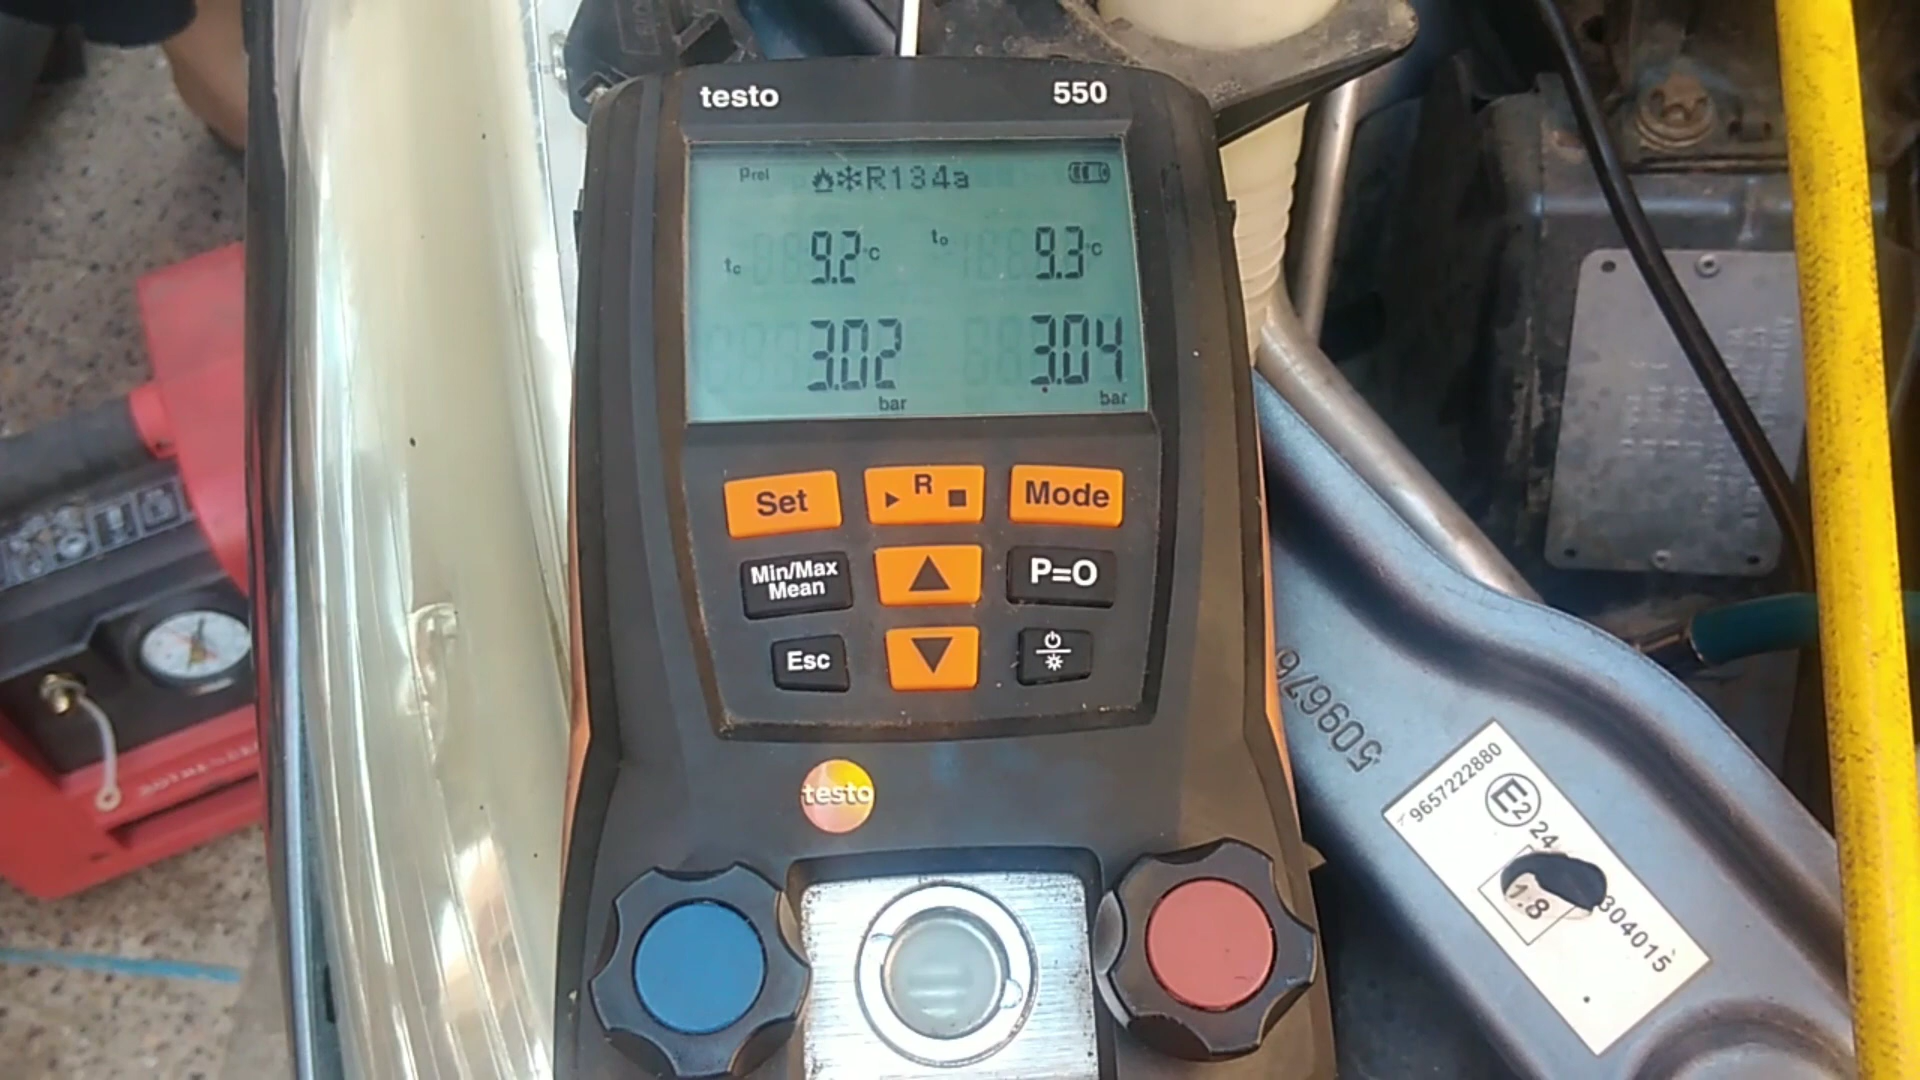 testo 550
Prel R134a
tc 9.2 °C to 9.3 °C
3.02 3.04
bar bar
Set R Mode
Min/Max
Mean
P=O
Esc
testo
509676
9657222880
E2 24
1.8
304015